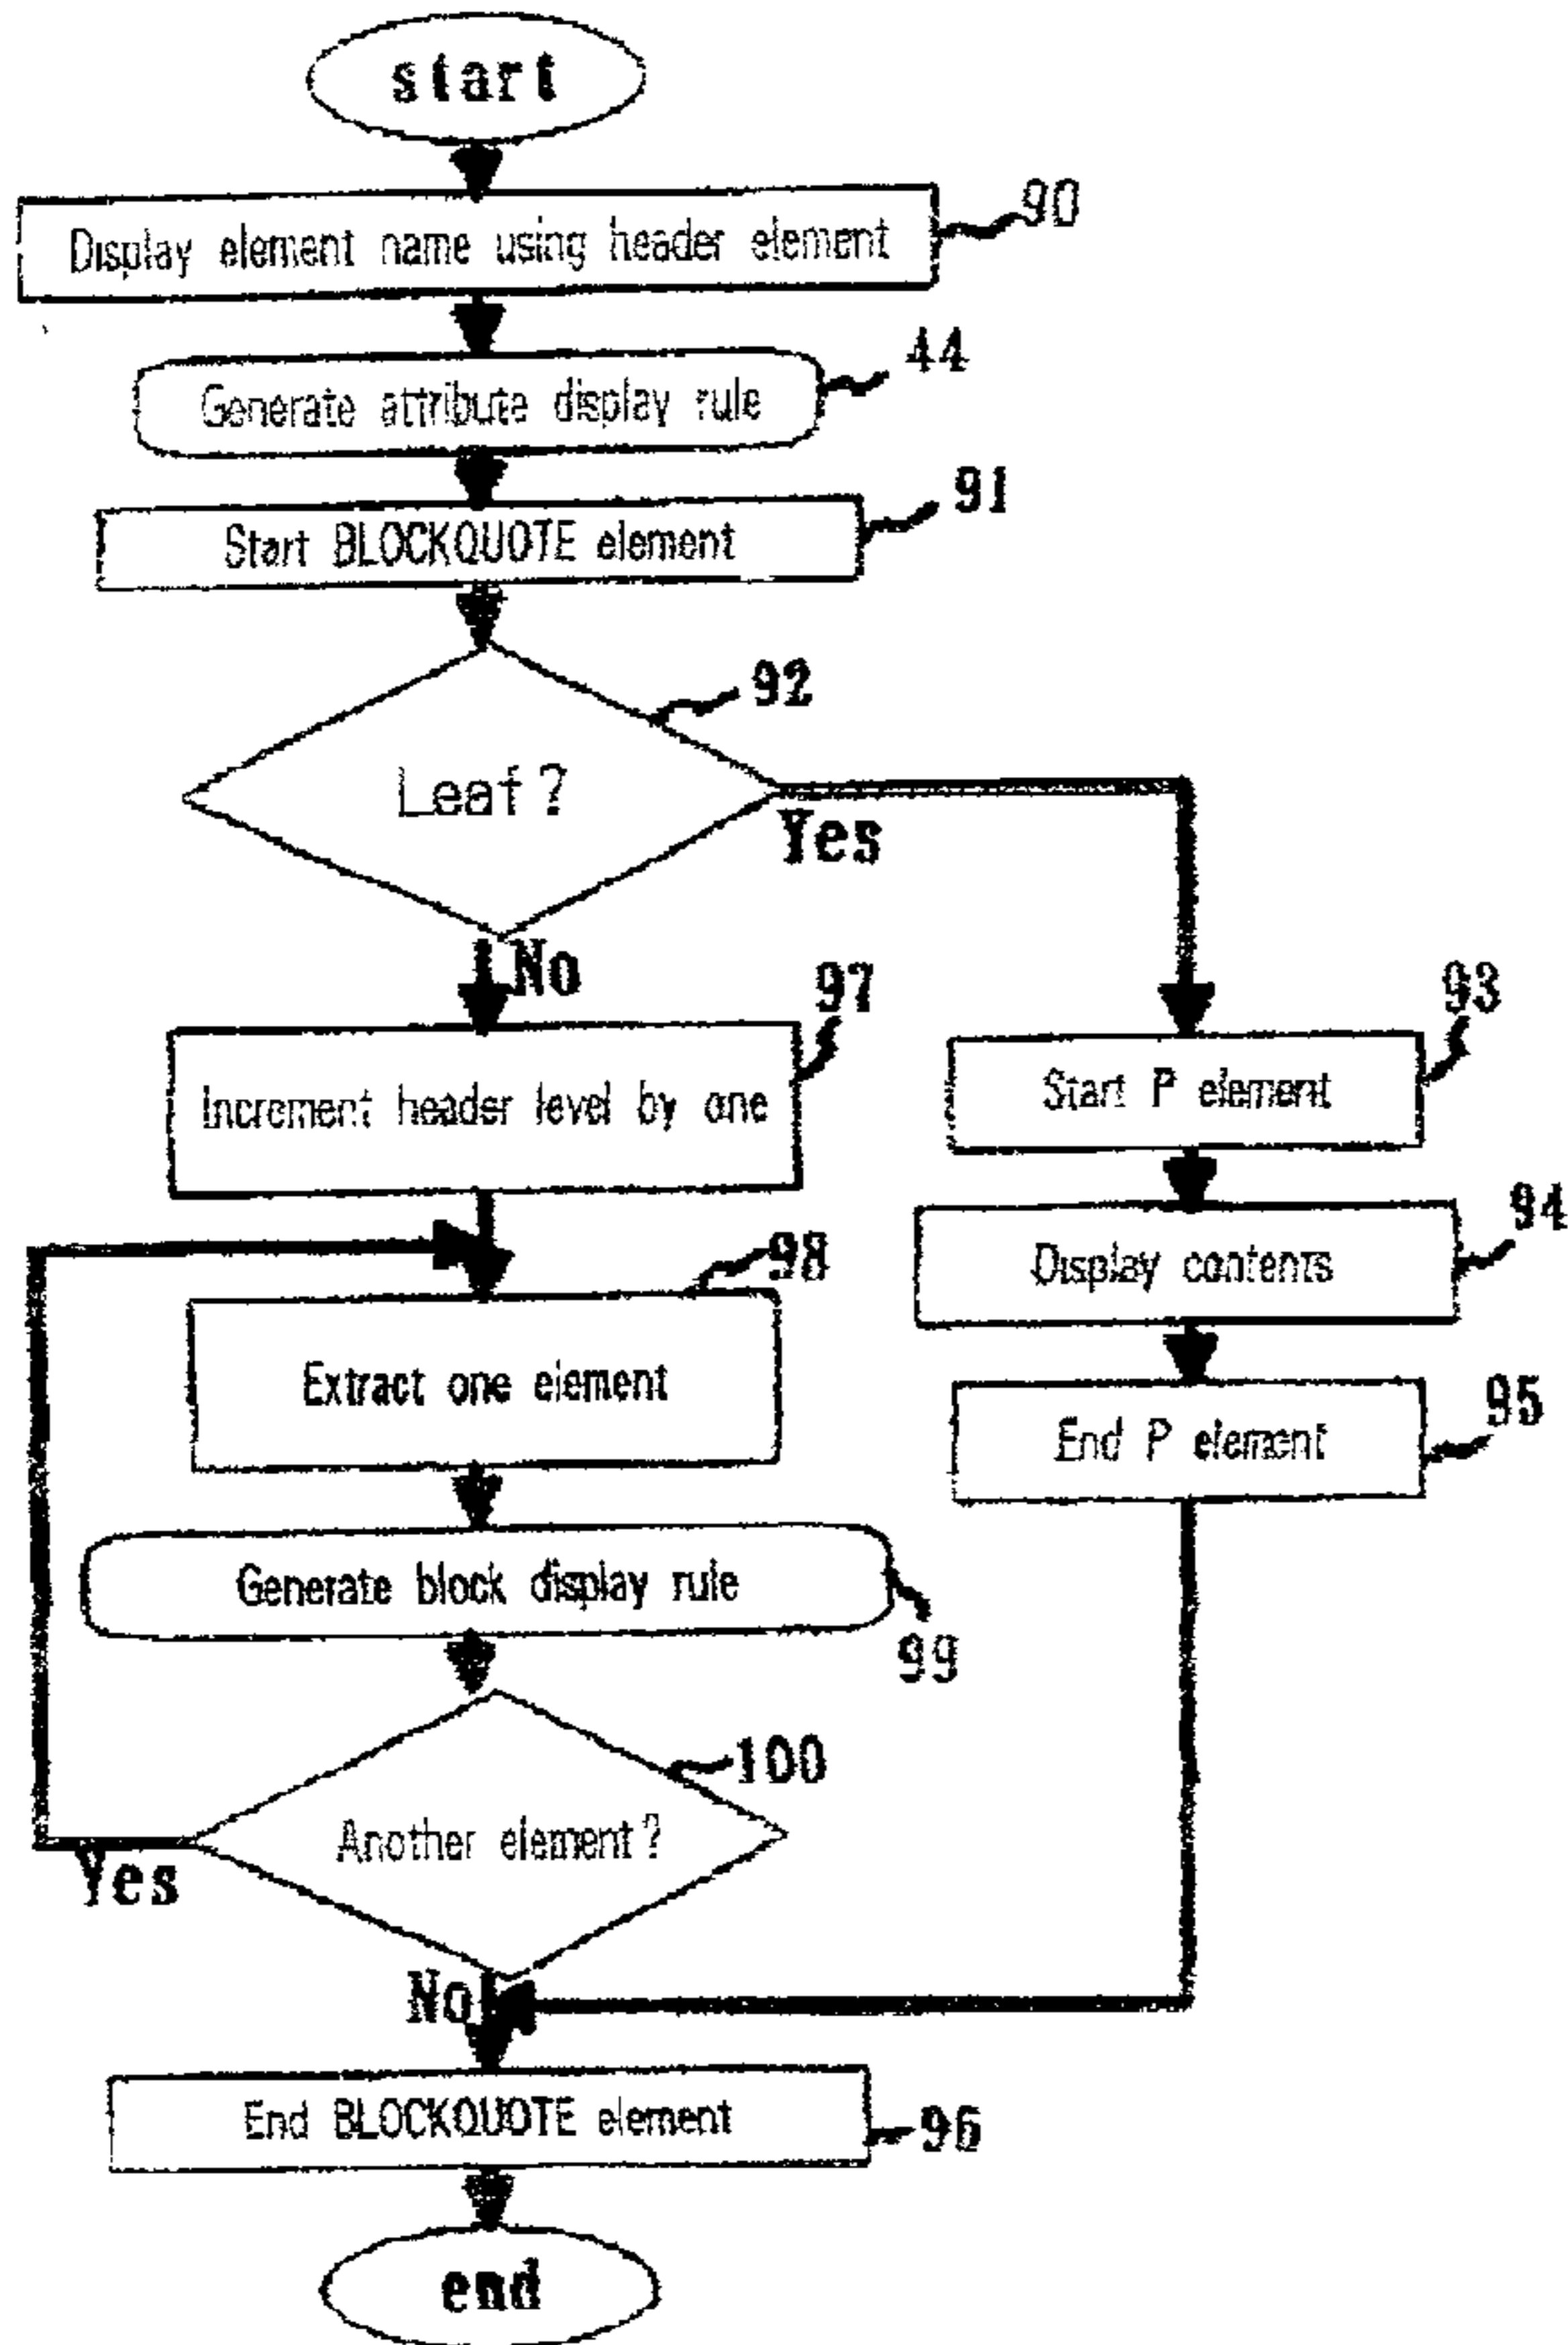 start
Display element name using header element
90
Generate attribute display rule
44
Start BLOCKQUOTE element
91
Leaf?
92
Yes
No
Increment header level by one
97
Start P element
93
Display contents
94
End P element
95
Extract one element
98
Generate block display rule
99
Another element?
100
Yes
No
End BLOCKQUOTE element
96
end